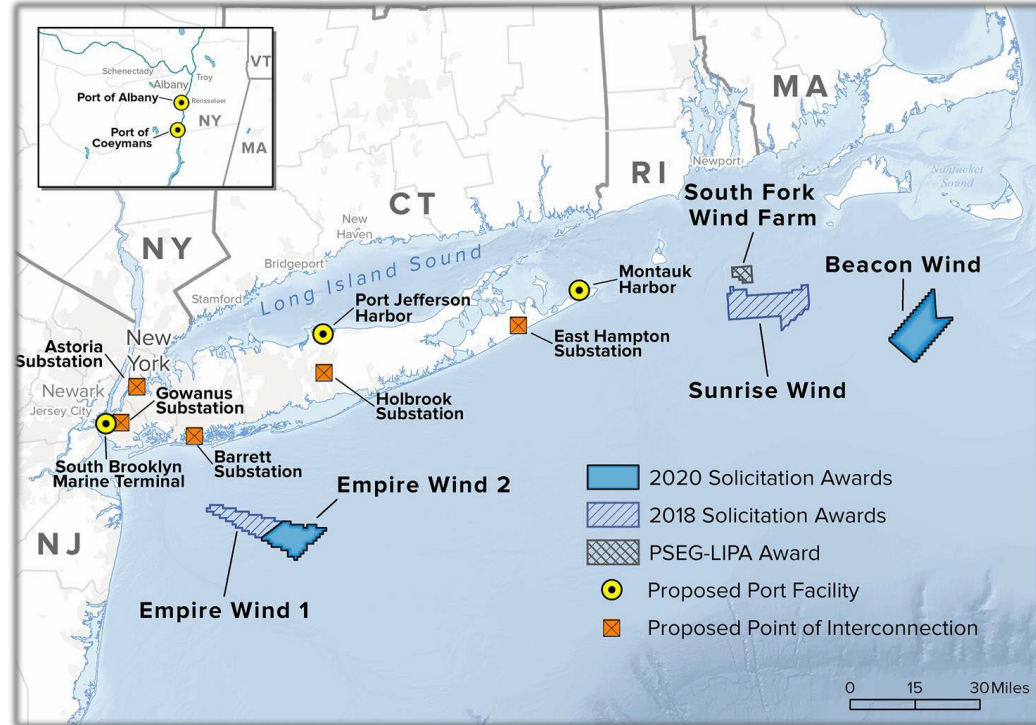 Schenectady
Troy
Albany
Port of Albany
Rensselaer
NY
Port of
Coeymans
VT
MA
MA
RI
Newport
Nantucket
Sound
CT
NY
New
Haven
Bridgeport
Stamford
Long Island Sound
South Fork
Wind Farm
Beacon Wind
Sunrise Wind
Montauk
Harbor
Port Jefferson
Harbor
East Hampton
Substation
Holbrook
Substation
New
York
Astoria
Substation
Newark
Jersey City
Gowanus
Substation
South Brooklyn
Marine Terminal
Barrett
Substation
NJ
Empire Wind 2
Empire Wind 1
2020 Solicitation Awards
2018 Solicitation Awards
PSEG-LIPA Award
Proposed Port Facility
Proposed Point of Interconnection
0 15 30 Miles